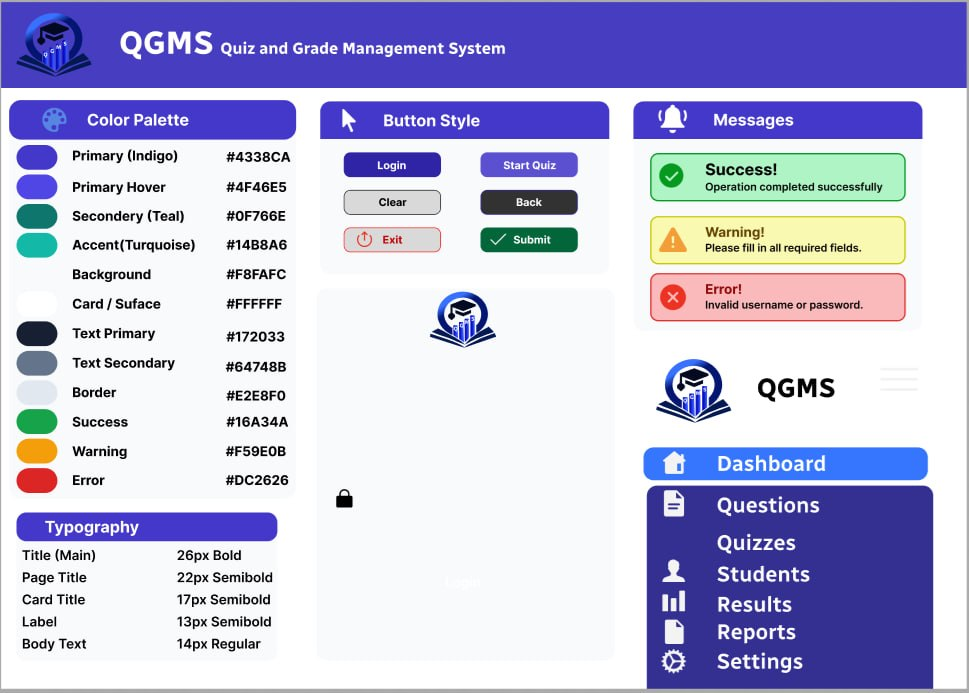 QGMS Quiz and Grade Management System
Color Palette
Primary (Indigo) #4338CA
Primary Hover #4F46E5
Secondery (Teal) #0F766E
Accent(Turquoise) #14B8A6
Background #F8FAFC
Card / Suface #FFFFFF
Text Primary #172033
Text Secondary #64748B
Border #E2E8F0
Success #16A34A
Warning #F59E0B
Error #DC2626
Typography
Title (Main) 26px Bold
Page Title 22px Semibold
Card Title 17px Semibold
Label 13px Semibold
Body Text 14px Regular
Button Style
Login Start Quiz
Clear Back
Exit Submit
QGMS
Login
Messages
Success!
Operation completed successfully
Warning!
Please fill in all required fields.
Error!
Invalid username or password.
QGMS
Dashboard
Questions
Quizzes
Students
Results
Reports
Settings